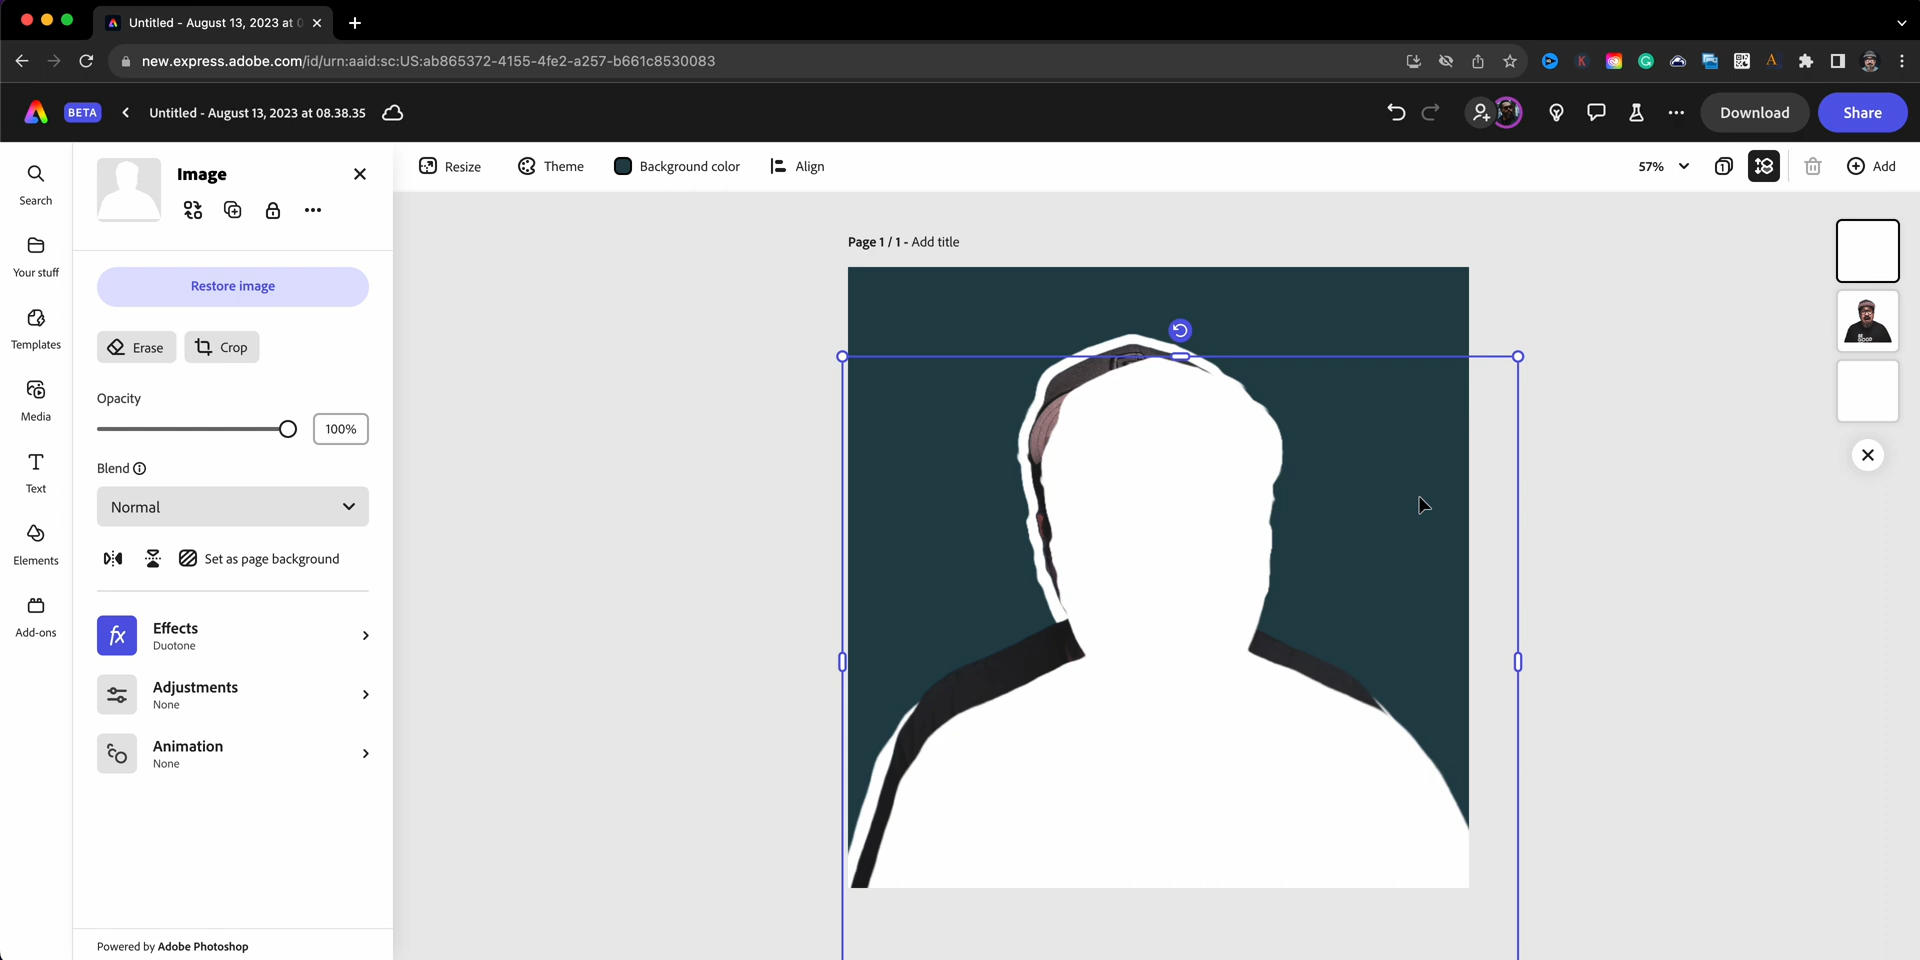 Untitled - August 13, 2023 at 0
new.express.adobe.com/id/urn:aaid:sc:US:ab865372-4155-4fe2-a257-b661c8530083
BETA
Untitled - August 13, 2023 at 08.38.35
Download
Share
Search
Your stuff
Templates
Media
Text
Elements
Add-ons
Image
Restore image
Erase
Crop
Opacity
100%
Blend
Normal
Set as page background
fx
Effects
Duotone
Adjustments
None
Animation
None
Powered by Adobe Photoshop
Resize
Theme
Background color
Align
57%
1
Add
Page 1 / 1 - Add title